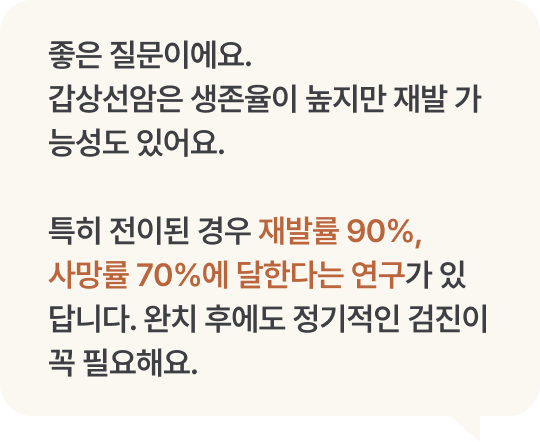 좋은 질문이에요.
갑상선암은 생존율이 높지만 재발 가
능성도 있어요.
특히 전이된 경우 재발률 90%,
사망률 70%에 달한다는 연구가 있
답니다. 완치 후에도 정기적인 검진이
꼭 필요해요.